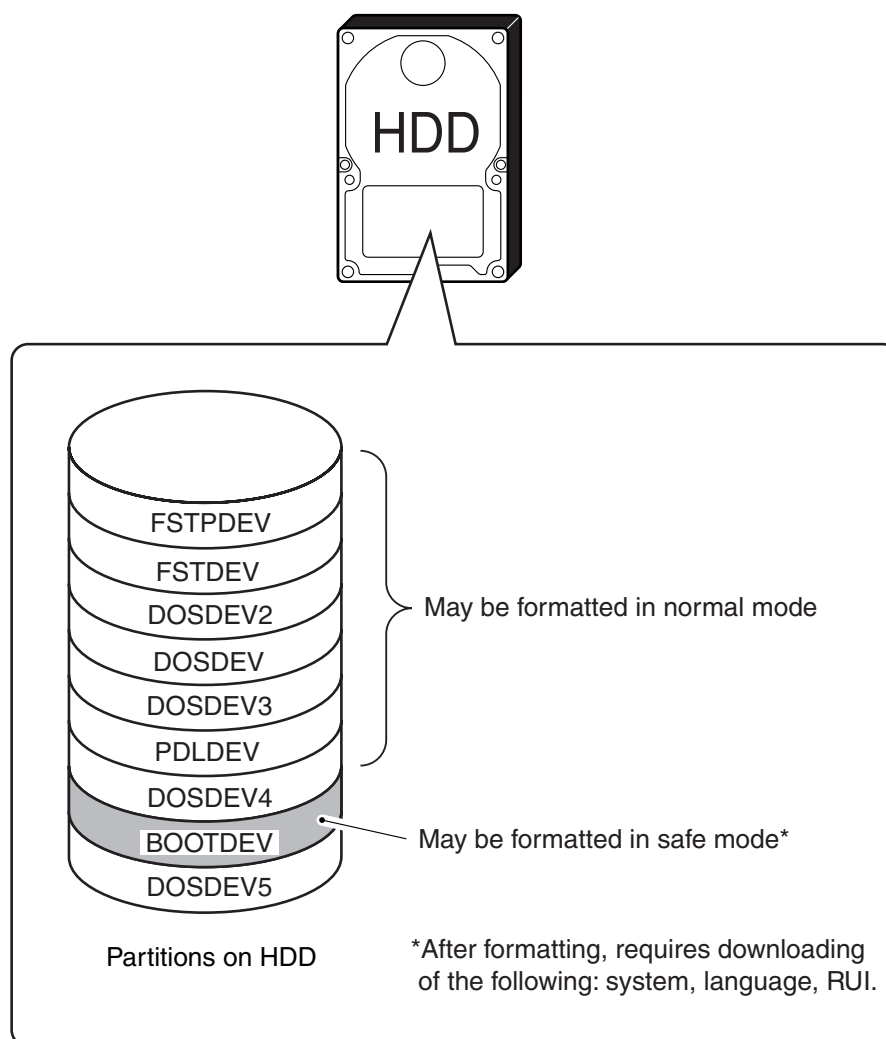 HDD
FSTPDEV
FSTDEV
DOSDEV2
DOSDEV
DOSDEV3
PDLDEV
DOSDEV4
BOOTDEV
DOSDEV5
May be formatted in normal mode
May be formatted in safe mode*
Partitions on HDD
*After formatting, requires downloading
of the following: system, language, RUI.